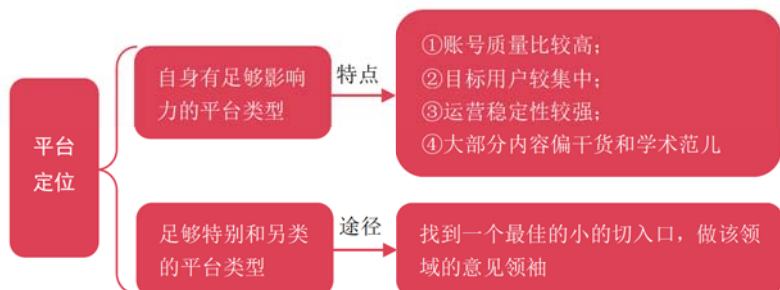 平台
定位
自身有足够影响
力的平台类型
特点
①账号质量比较高；
②目标用户较集中；
③运营稳定性较强；
④大部分内容偏干货和学术范儿
足够特别和另类
的平台类型
途径
找到一个最佳的小的切入口，做该领
域的意见领袖